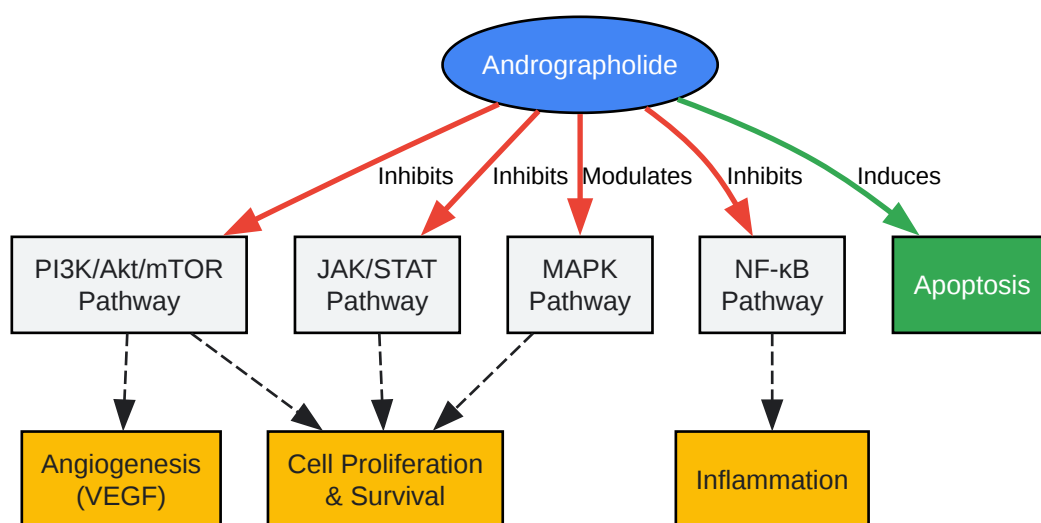 Andrographolide
Inhibits
Inhibits
Modulates
Inhibits
Induces
PI3K/Akt/mTOR
Pathway
JAK/STAT
Pathway
MAPK
Pathway
NF-κB
Pathway
Apoptosis
Angiogenesis
(VEGF)
Cell Proliferation
& Survival
Inflammation